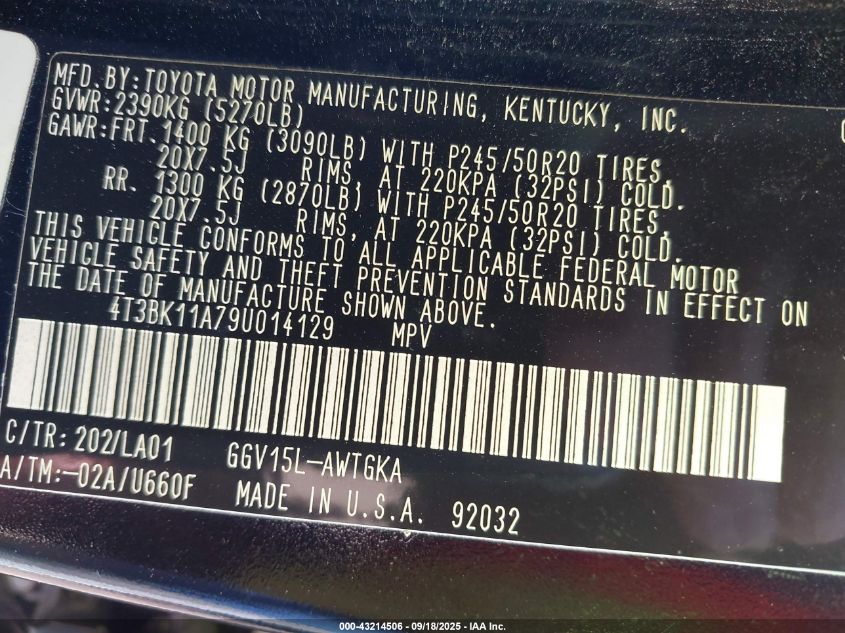 MFD. BY: TOYOTA MOTOR MANUFACTURING, KENTUCKY, INC.
GVWR: 2390KG (5270LB)
GAWR: FRT. 1400 KG (3090LB) WITH P245/50R20 TIRES,
20X7.5J RIMS, AT 220KPA (32PSI) COLD.
RR. 1300 KG (2870LB) WITH P245/50R20 TIRES,
20X7.5J RIMS, AT 220KPA (32PSI) COLD.
THIS VEHICLE CONFORMS TO ALL APPLICABLE FEDERAL MOTOR
VEHICLE SAFETY AND THEFT PREVENTION STANDARDS IN EFFECT ON
THE DATE OF MANUFACTURE SHOWN ABOVE.
4T3BK11A79U014129 MPV
C/TR: 202/LA01 GGV15L-AWTGKA
A/TM:-02A/U660F MADE IN U.S.A. 92032
000-43214506 - 09/18/2025 - IAA Inc.